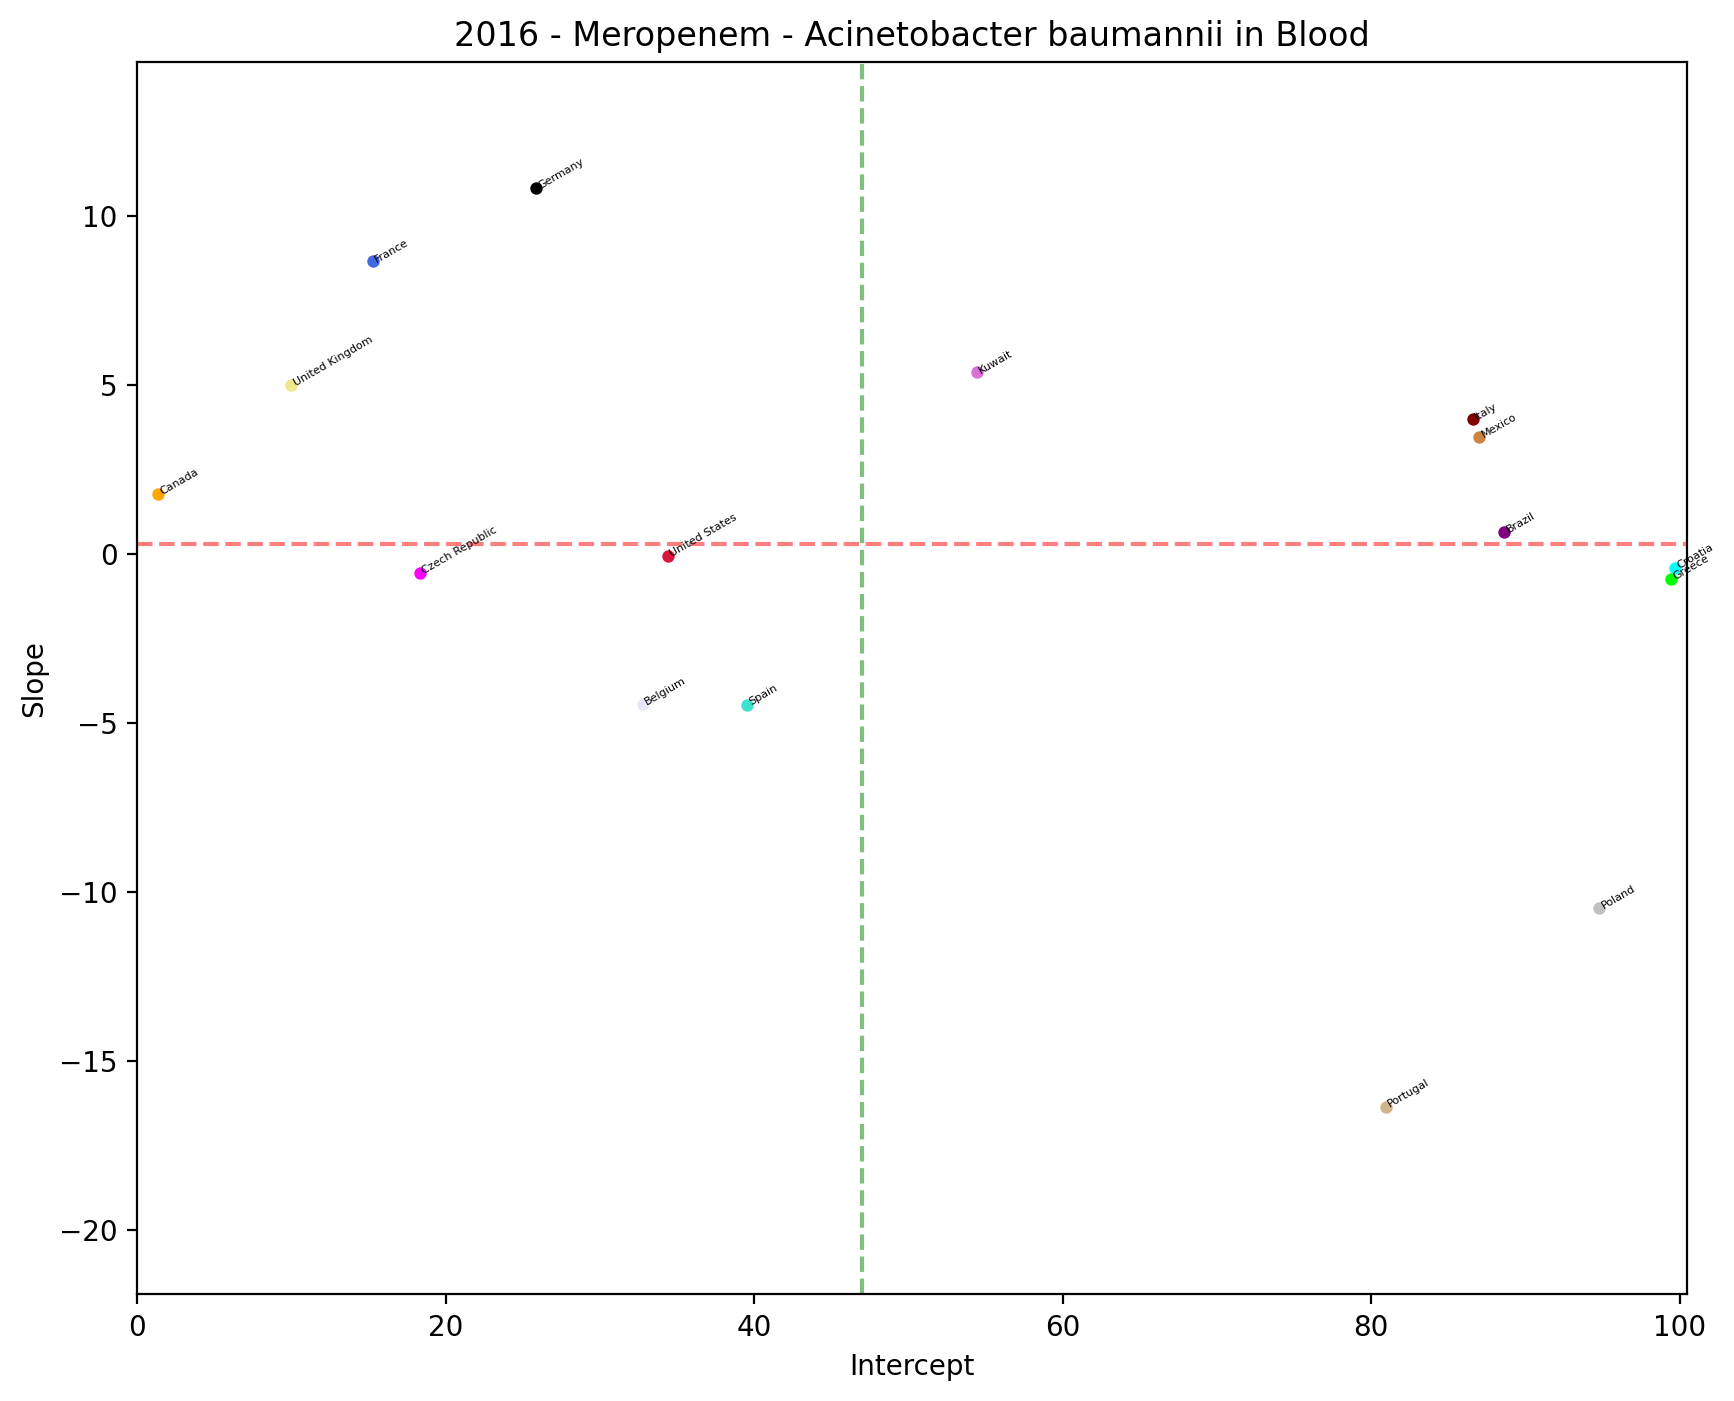 2016 - Meropenem - Acinetobacter baumannii in Blood
Germany
10
France
United Kingdom
Kuwait
5
Italy
Mexico
Canada
Brazil
United States
Czech Republic
0
Croatia
Greece
Slope
Belgium
Spain
−5
Poland
−10
Portugal
−15
−20
0 20 40 60 80 100
Intercept